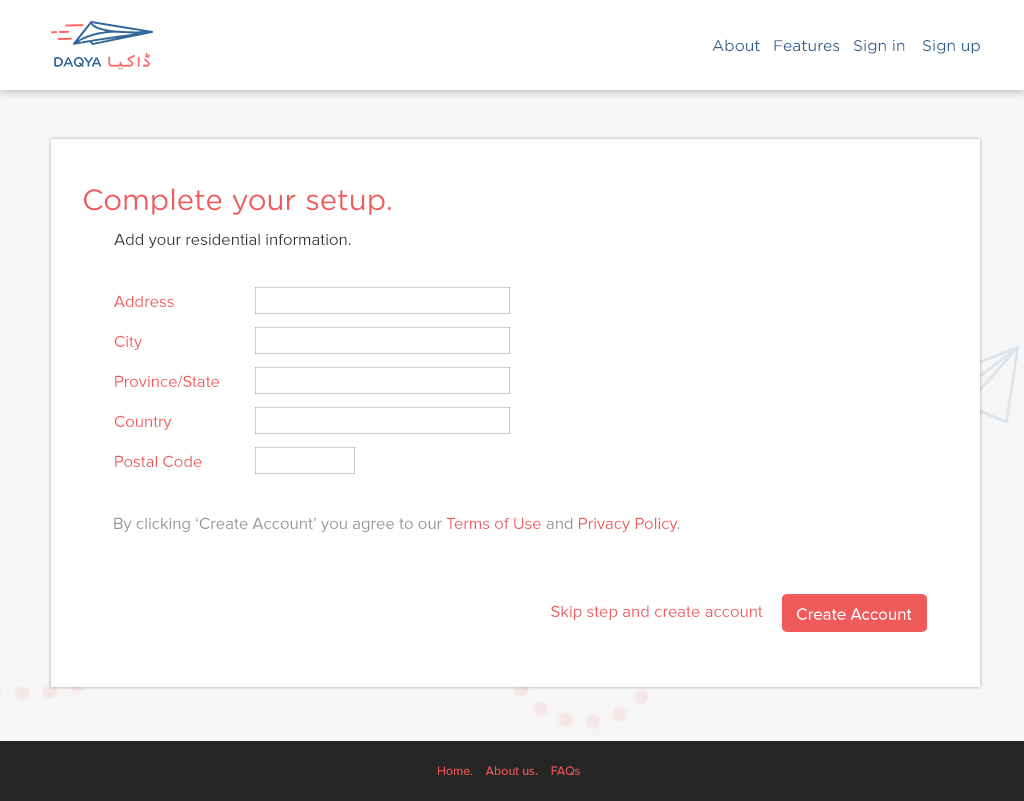 DAQYA ڈاکیا
About Features Sign in Sign up
Complete your setup.
Add your residential information.
Address
City
Province/State
Country
Postal Code
By clicking ‘Create Account’ you agree to our Terms of Use and Privacy Policy.
Skip step and create account Create Account
Home. About us. FAQs